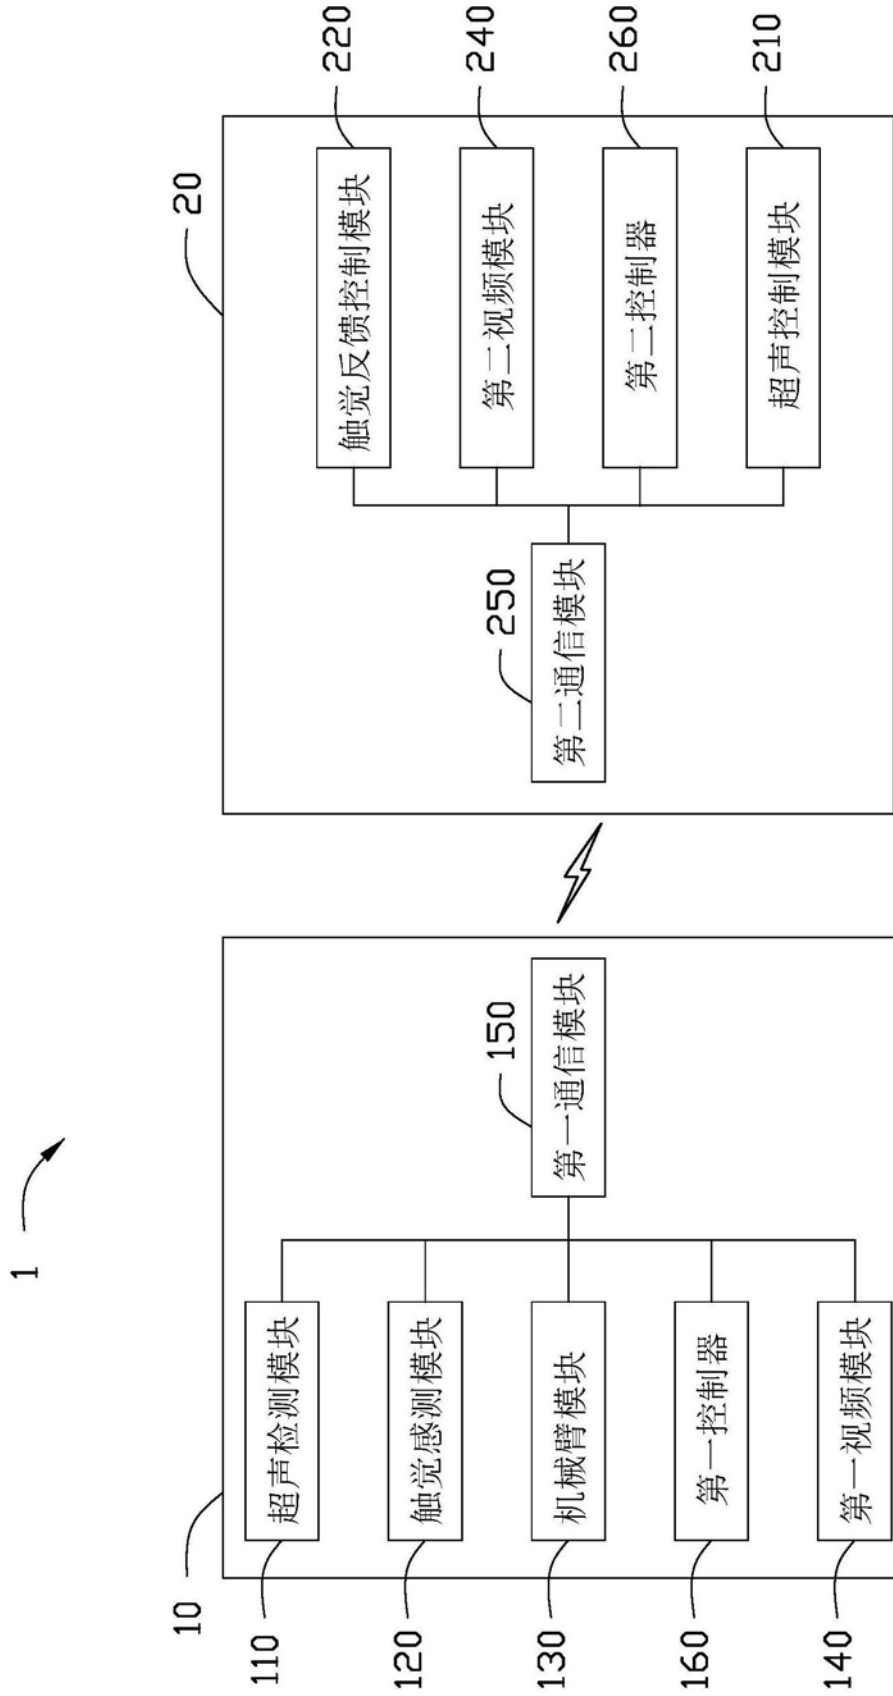 1
10
110
超声检测模块
120
触觉感测模块
130
机械臂模块
160
第一控制器
140
第一视频模块
150
第一通信模块
20
250
第二通信模块
触觉反馈控制模块
220
第二视频模块
240
第二控制器
260
超声控制模块
210